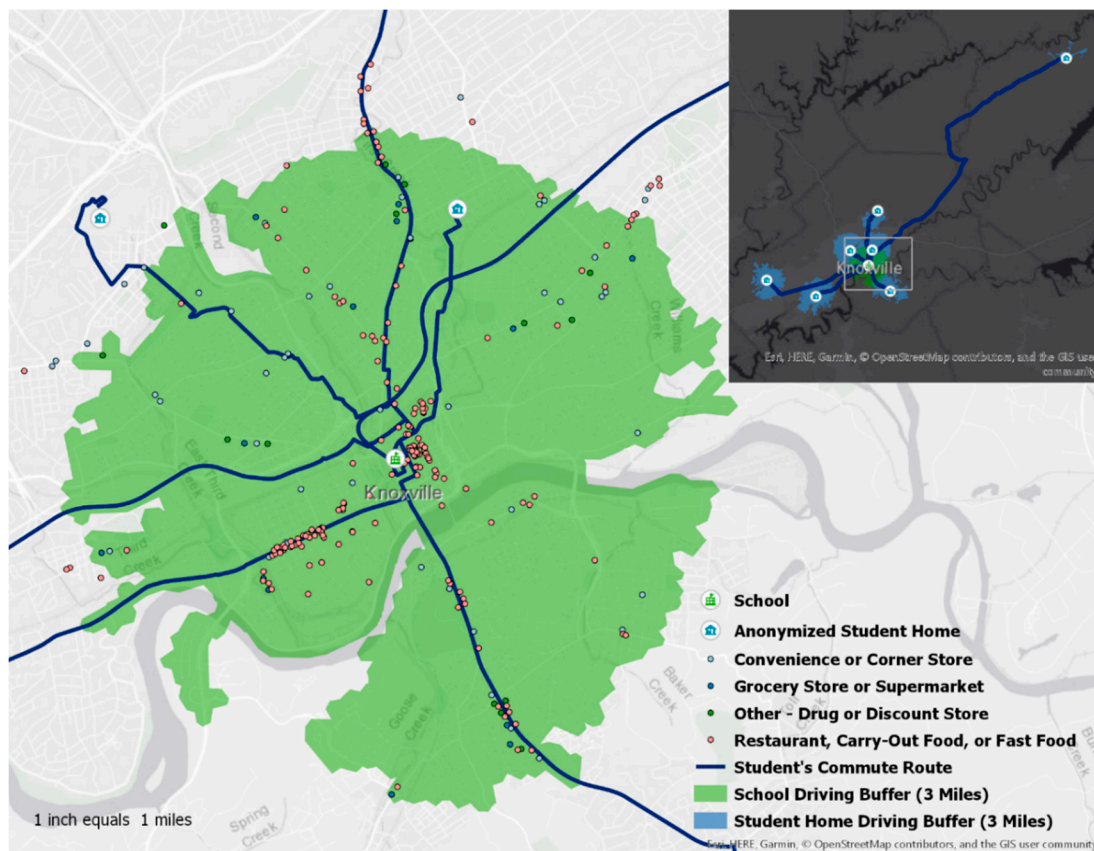 Knoxville
Esri, HERE, Garmin, © OpenStreetMap contributors, and the GIS user
community
Second
Creek
Williams
Creek
East Third
Creek
Knoxville
Third
Creek
Goose
Creek
Baker
Creek
Toll
Creek
Spring
Creek
School
Anonymized Student Home
Convenience or Corner Store
Grocery Store or Supermarket
Other - Drug or Discount Store
Restaurant, Carry-Out Food, or Fast Food
Student's Commute Route
School Driving Buffer (3 Miles)
Student Home Driving Buffer (3 Miles)
1 inch equals 1 miles
Esri, HERE, Garmin, © OpenStreetMap contributors, and the GIS user community